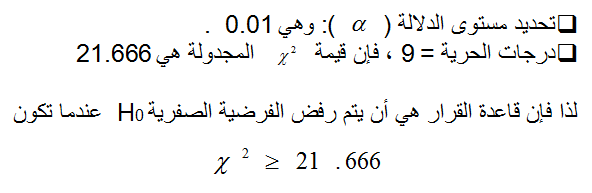 ❑تحديد مستوى الدلالة ( α ): وهي 0.01 .
❑درجات الحرية = 9 ، فإن قيمة χ² المجدولة هي 21.666
لذا فإن قاعدة القرار هي أن يتم رفض الفرضية الصفرية H0 عندما تكون
χ ² ≥ 21 .666